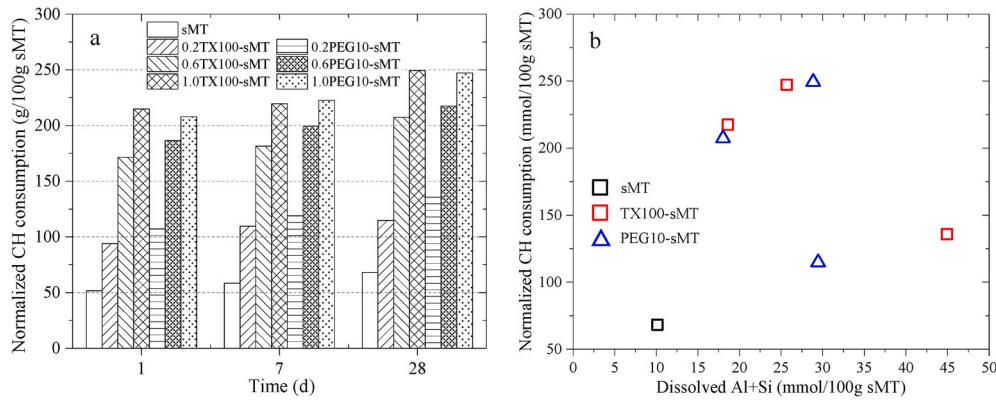 a
sMT
0.2TX100-sMT
0.2PEG10-sMT
0.6TX100-sMT
0.6PEG10-sMT
1.0TX100-sMT
1.0PEG10-sMT
300
250
200
150
100
50
0
Normalized CH consumption (g/100g sMT)
1
7
28
Time (d)
b
sMT
TX100-sMT
PEG10-sMT
300
250
200
150
100
50
Normalized CH consumption (mmol/100g sMT)
0
5
10
15
20
25
30
35
40
45
50
Dissolved Al+Si (mmol/100g sMT)